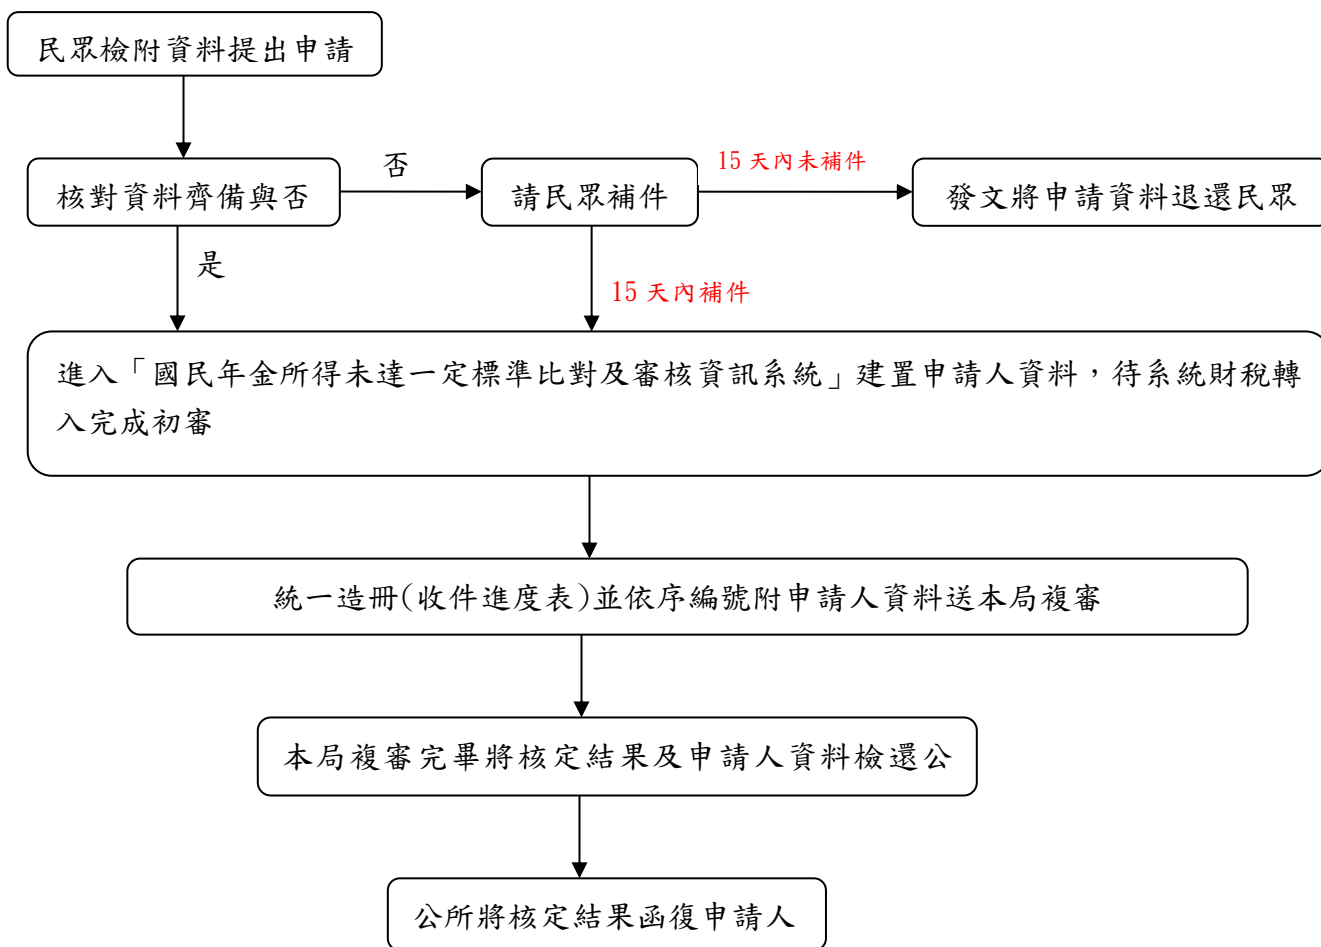 民眾檢附資料提出申請
核對資料齊備與否
否
請民眾補件
15 天內未補件
發文將申請資料退還民眾
是
15 天內補件
進入「國民年金所得未達一定標準比對及審核資訊系統」建置申請人資料，待系統財稅轉
入完成初審
統一造冊(收件進度表)並依序編號附申請人資料送本局複審
本局複審完畢將核定結果及申請人資料檢還公
公所將核定結果函復申請人